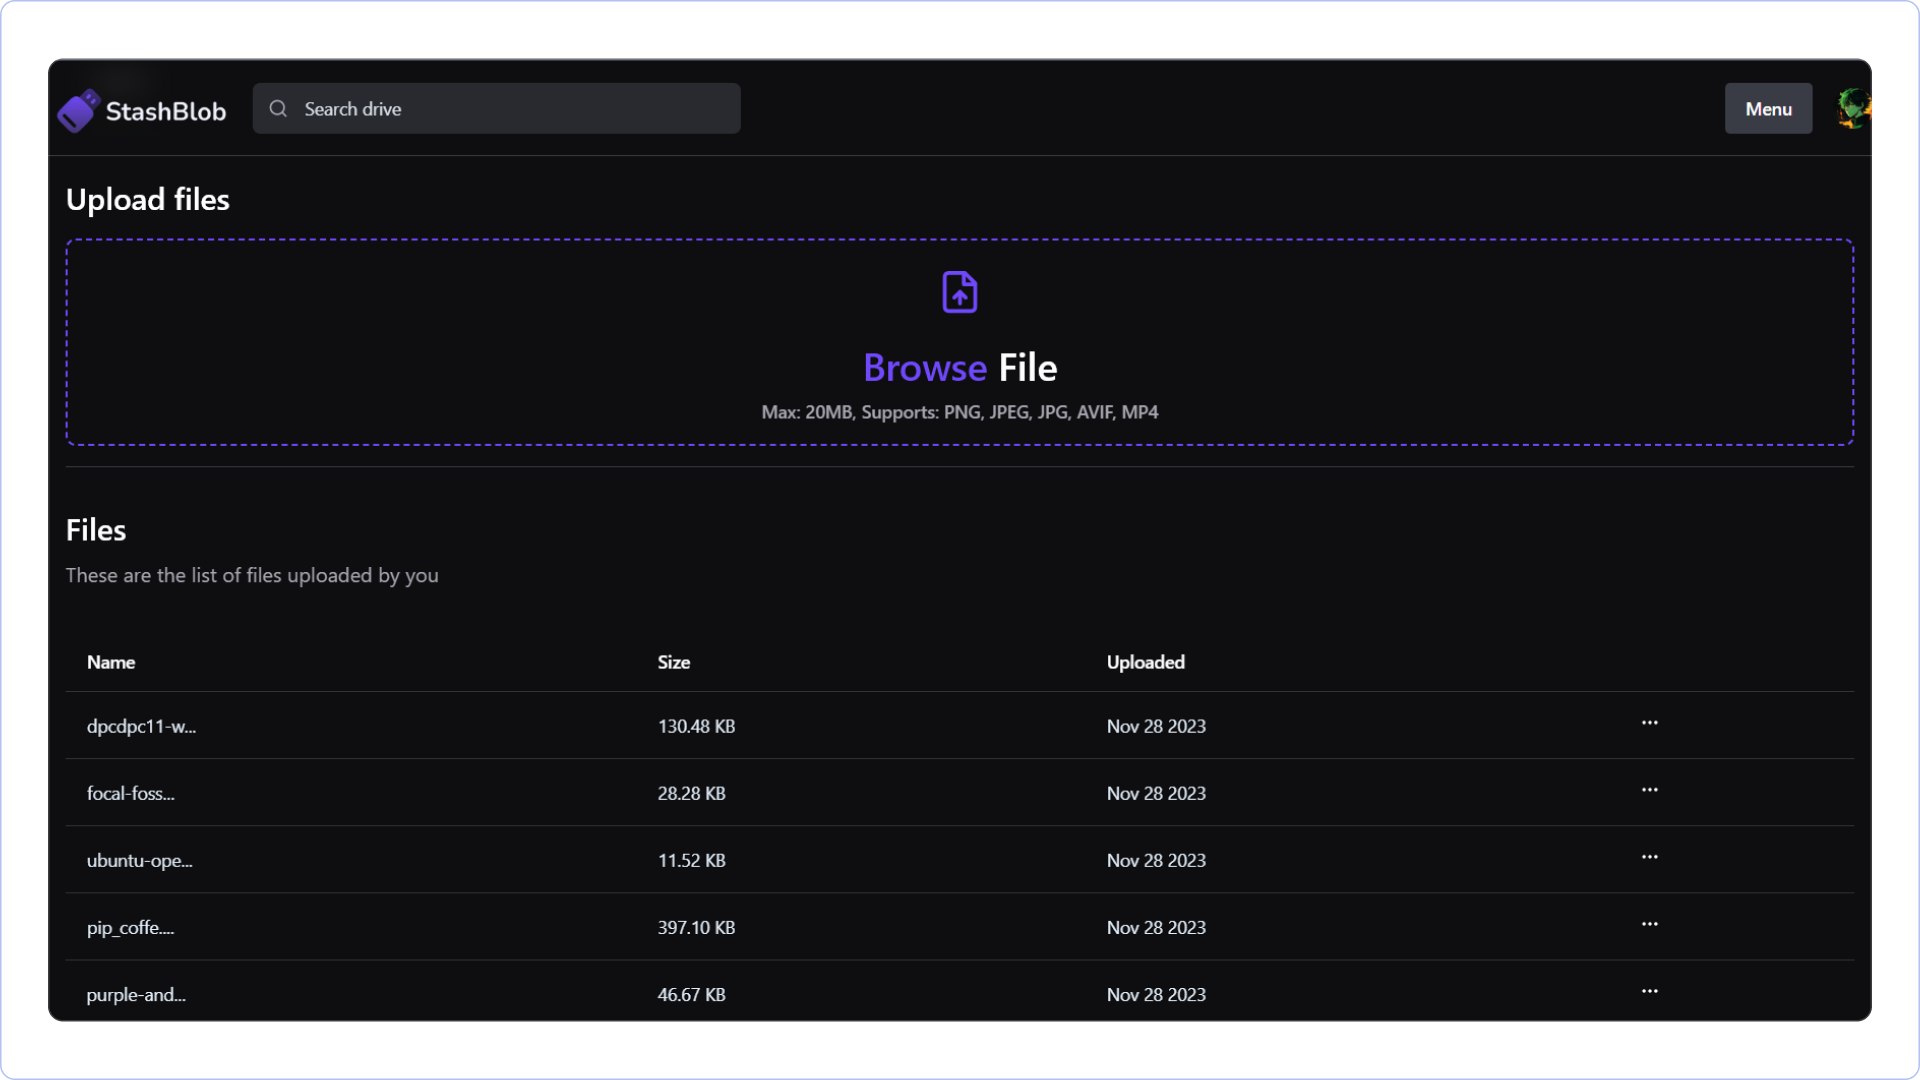 StashBlob
Search drive
Menu
Upload files
Browse File
Max: 20MB, Supports: PNG, JPEG, JPG, AVIF, MP4
Files
These are the list of files uploaded by you
Name Size Uploaded
dpcdpc11-w... 130.48 KB Nov 28 2023 ...
focal-foss... 28.28 KB Nov 28 2023 ...
ubuntu-ope... 11.52 KB Nov 28 2023 ...
pip_coffe.... 397.10 KB Nov 28 2023 ...
purple-and... 46.67 KB Nov 28 2023 ...